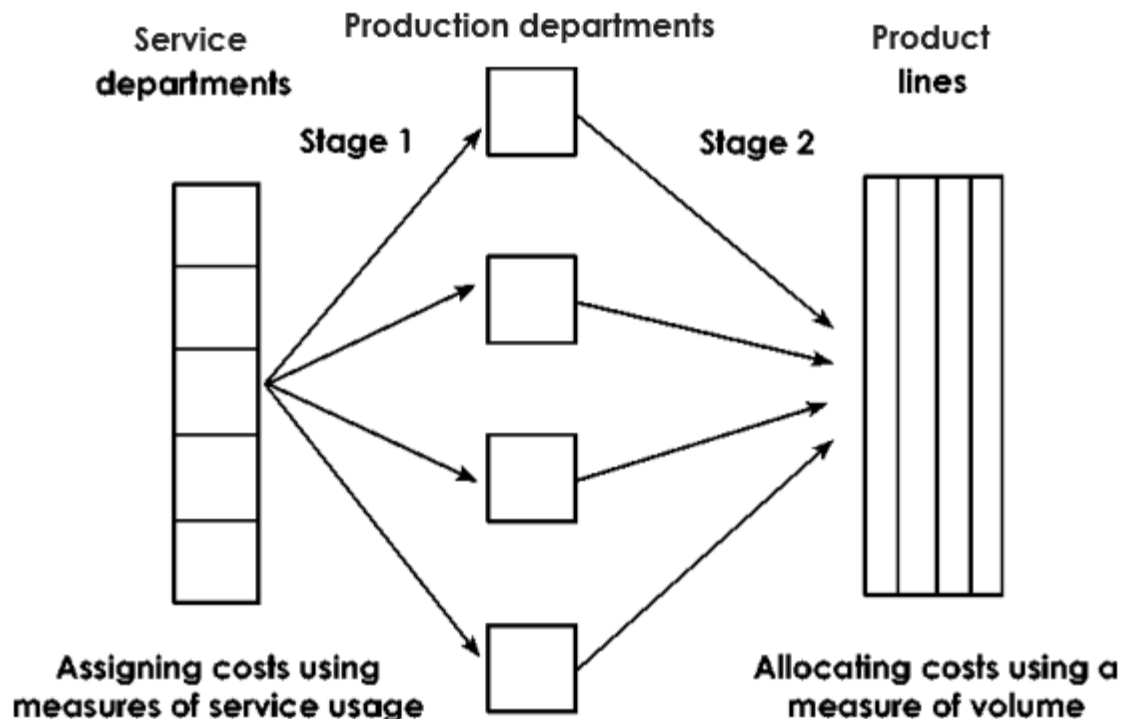 Service
departments
Production departments
Product
lines
Stage 1
Stage 2
Assigning costs using
measures of service usage
Allocating costs using a
measure of volume